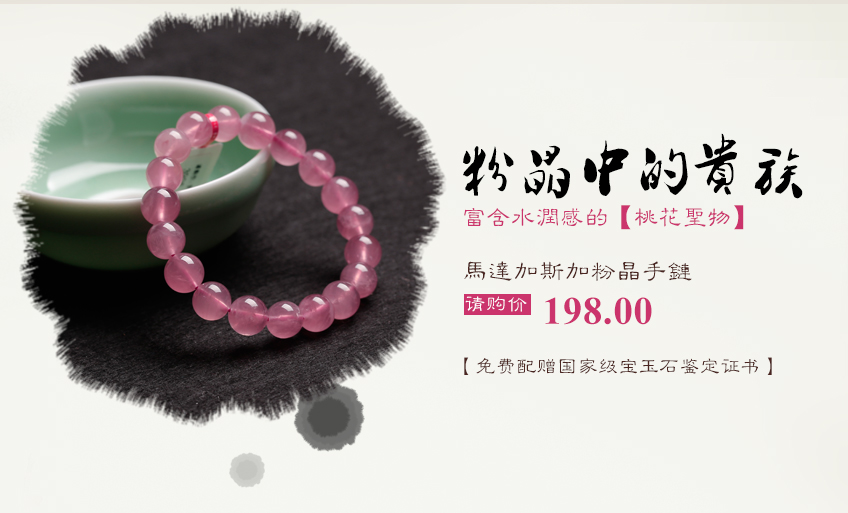 粉晶中的貴族
富含水潤感的【桃花聖物】
馬達加斯加粉晶手鏈
请购价 198.00
【免费配赠国家级宝玉石鉴定证书】